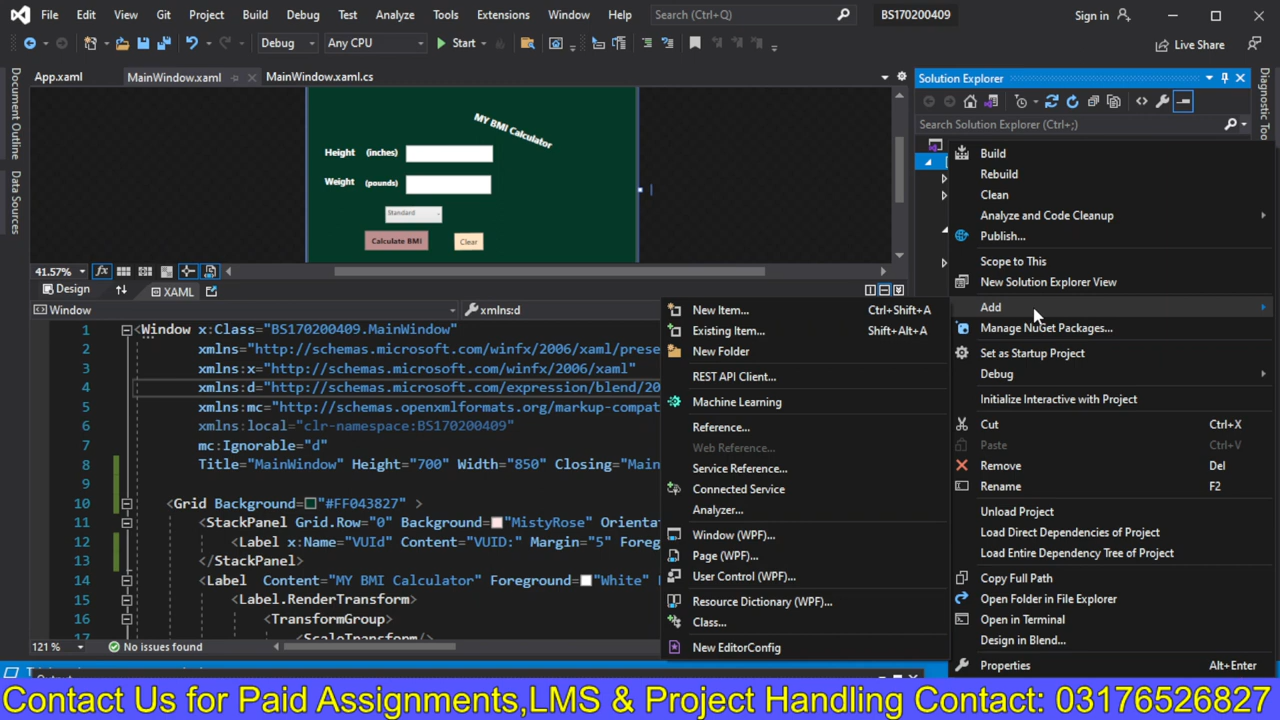 File Edit View Git Project Build Debug Test Analyze Tools Extensions Window Help Search (Ctrl+Q) BS170200409 Sign in
Debug Any CPU Start Live Share
App.xaml MainWindow.xaml MainWindow.xaml.cs Solution Explorer
Search Solution Explorer (Ctrl+;)
Document Outline
Data Sources
Diagnostic Too
MY BMI Calculator
Height (inches)
Weight (pounds)
Standard
Calculate BMI Clear
41.57% fx
Design XAML
Window xmlns:d
1 <Window x:Class="BS170200409.MainWindow"
2 xmlns="http://schemas.microsoft.com/winfx/2006/xaml/prese
3 xmlns:x="http://schemas.microsoft.com/winfx/2006/xaml"
4 xmlns:d="http://schemas.microsoft.com/expression/blend/20
5 xmlns:mc="http://schemas.openxmlformats.org/markup-compat
6 xmlns:local="clr-namespace:BS170200409"
7 mc:Ignorable="d"
8 Title="MainWindow" Height="700" Width="850" Closing="Mai
9
10 <Grid Background="#FF043827" >
11 <StackPanel Grid.Row="0" Background="MistyRose" Orienta
12 <Label x:Name="VUId" Content="VUID:" Margin="5" Foreg
13 </StackPanel>
14 <Label Content="MY BMI Calculator" Foreground="White"
15 <Label.RenderTransform>
16 <TransformGroup>
17 <ScaleTransform/>
121 % No issues found
New Item... Ctrl+Shift+A
Existing Item... Shift+Alt+A
New Folder
REST API Client...
Machine Learning
Reference...
Web Reference...
Service Reference...
Connected Service
Analyzer...
Window (WPF)...
Page (WPF)...
User Control (WPF)...
Resource Dictionary (WPF)...
Class...
New EditorConfig
Build
Rebuild
Clean
Analyze and Code Cleanup
Publish...
Scope to This
New Solution Explorer View
Add
Manage NuGet Packages...
Set as Startup Project
Debug
Initialize Interactive with Project
Cut Ctrl+X
Paste Ctrl+V
Remove Del
Rename F2
Unload Project
Load Direct Dependencies of Project
Load Entire Dependency Tree of Project
Copy Full Path
Open Folder in File Explorer
Open in Terminal
Design in Blend...
Properties Alt+Enter
Contact Us for Paid Assignments,LMS & Project Handling Contact: 03176526827